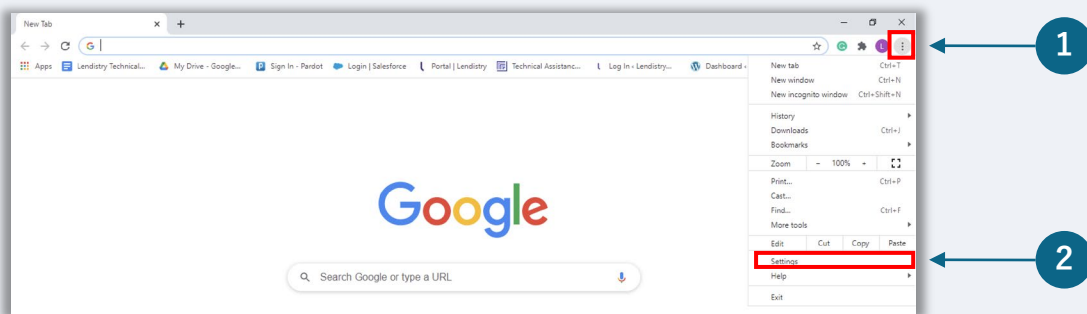 New Tab
G
Apps Lendistry Technical... My Drive - Google... Sign In - Pardot Login | Salesforce Portal | Lendistry Technical Assistanc... Log In ‹ Lendistry... Dashboard ‹
L
1
New tab Ctrl+T
New window Ctrl+N
New incognito window Ctrl+Shift+N
History
Downloads Ctrl+J
Bookmarks
Zoom - 100% +
Print... Ctrl+P
Cast...
Find... Ctrl+F
More tools
Edit Cut Copy Paste
Settings
Help
Exit
2
Google
Search Google or type a URL